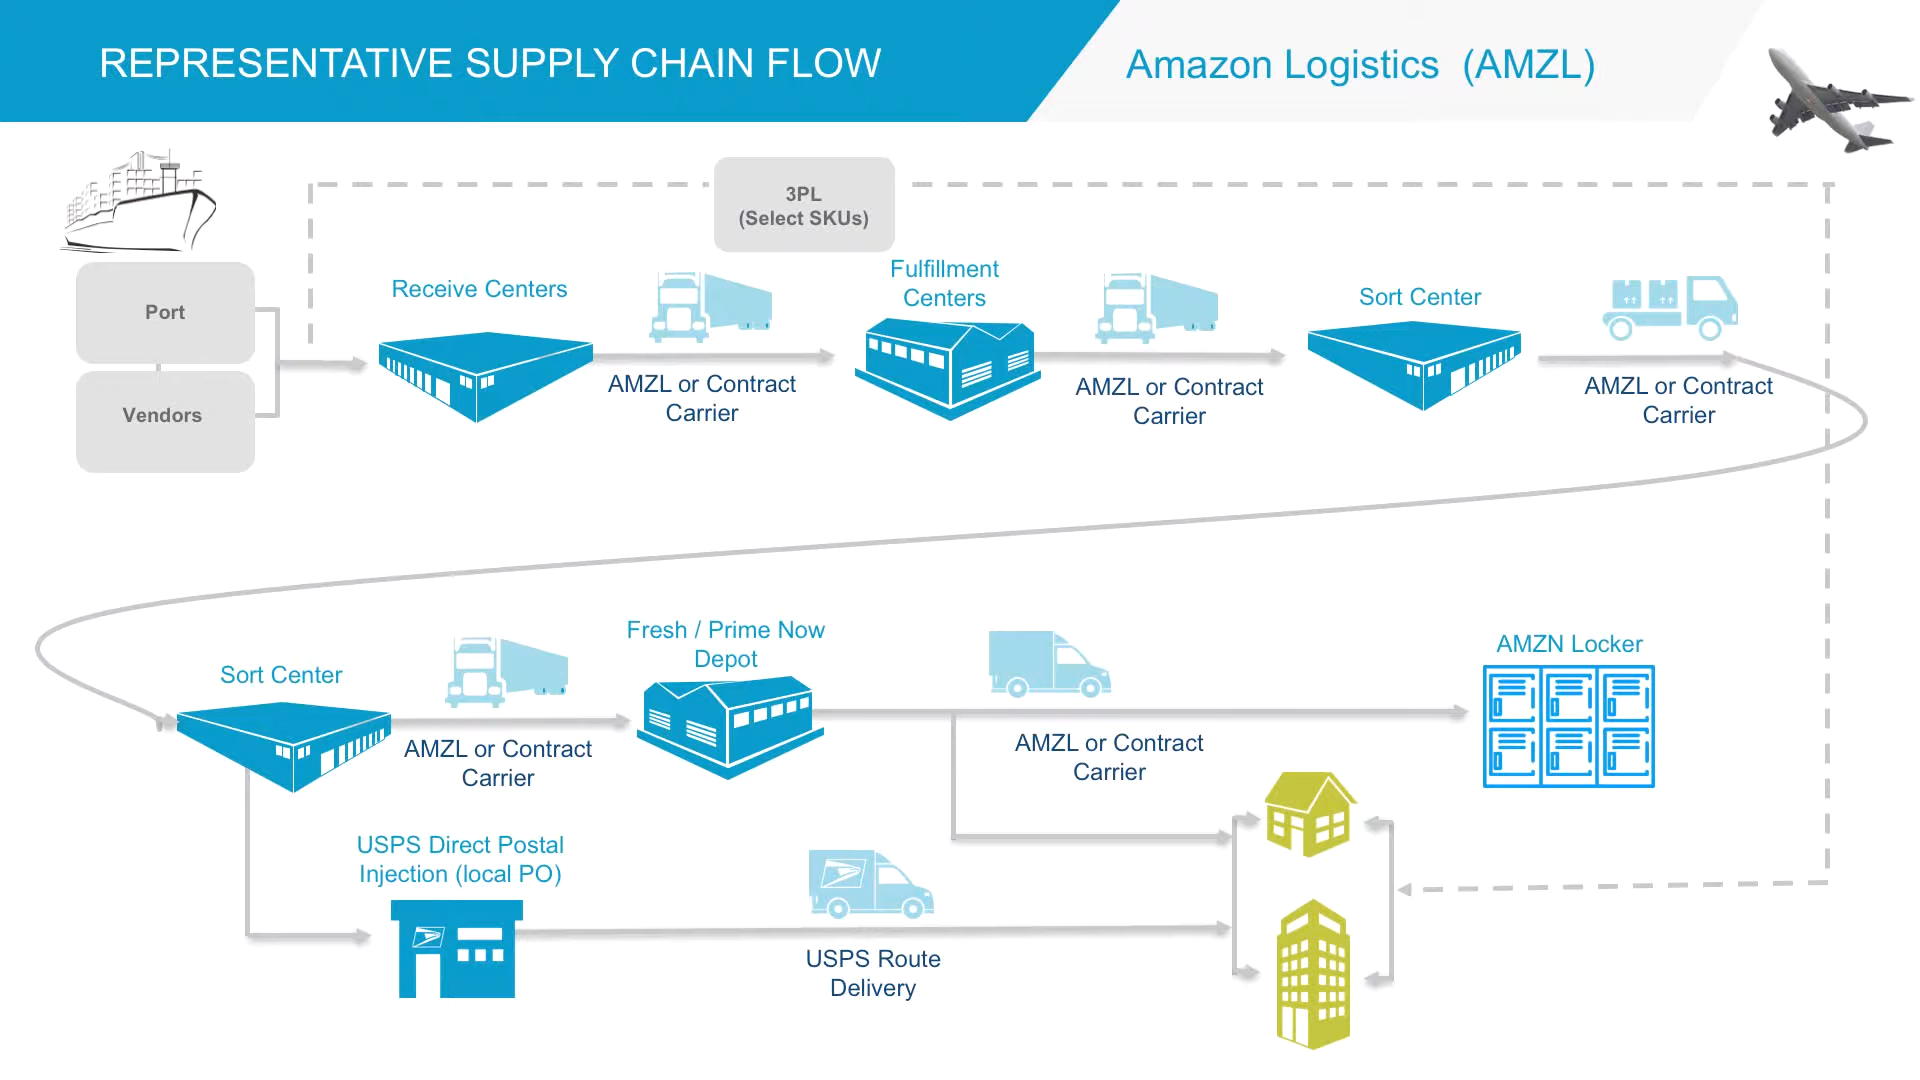 REPRESENTATIVE SUPPLY CHAIN FLOW
Amazon Logistics (AMZL)
3PL
(Select SKUs)
Port
Vendors
Receive Centers
AMZL or Contract
Carrier
Fulfillment
Centers
AMZL or Contract
Carrier
Sort Center
AMZL or Contract
Carrier
Sort Center
AMZL or Contract
Carrier
Fresh / Prime Now
Depot
AMZL or Contract
Carrier
AMZN Locker
USPS Direct Postal
Injection (local PO)
USPS Route
Delivery